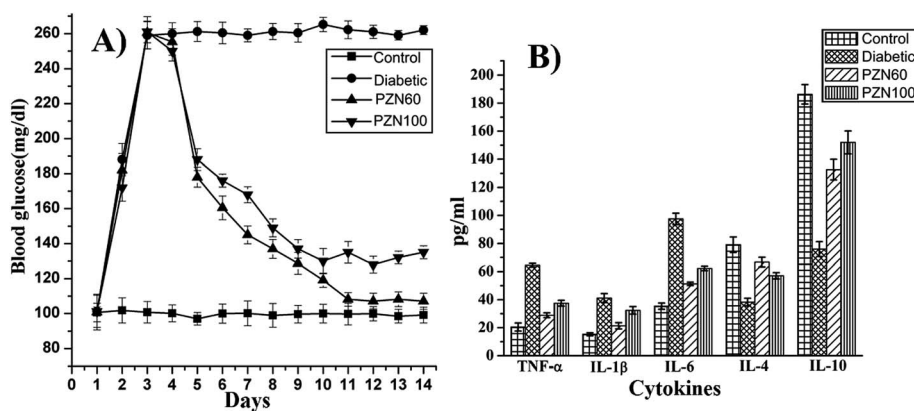 A)
Blood glucose(mg/dl)
260
240
220
200
180
160
140
120
100
80
0 1 2 3 4 5 6 7 8 9 10 11 12 13 14
Days
Control
Diabetic
PZN60
PZN100
B)
pg/ml
200
180
160
140
120
100
80
60
40
20
0
TNF-α IL-1β IL-6 IL-4 IL-10
Cytokines
Control
Diabetic
PZN60
PZN100